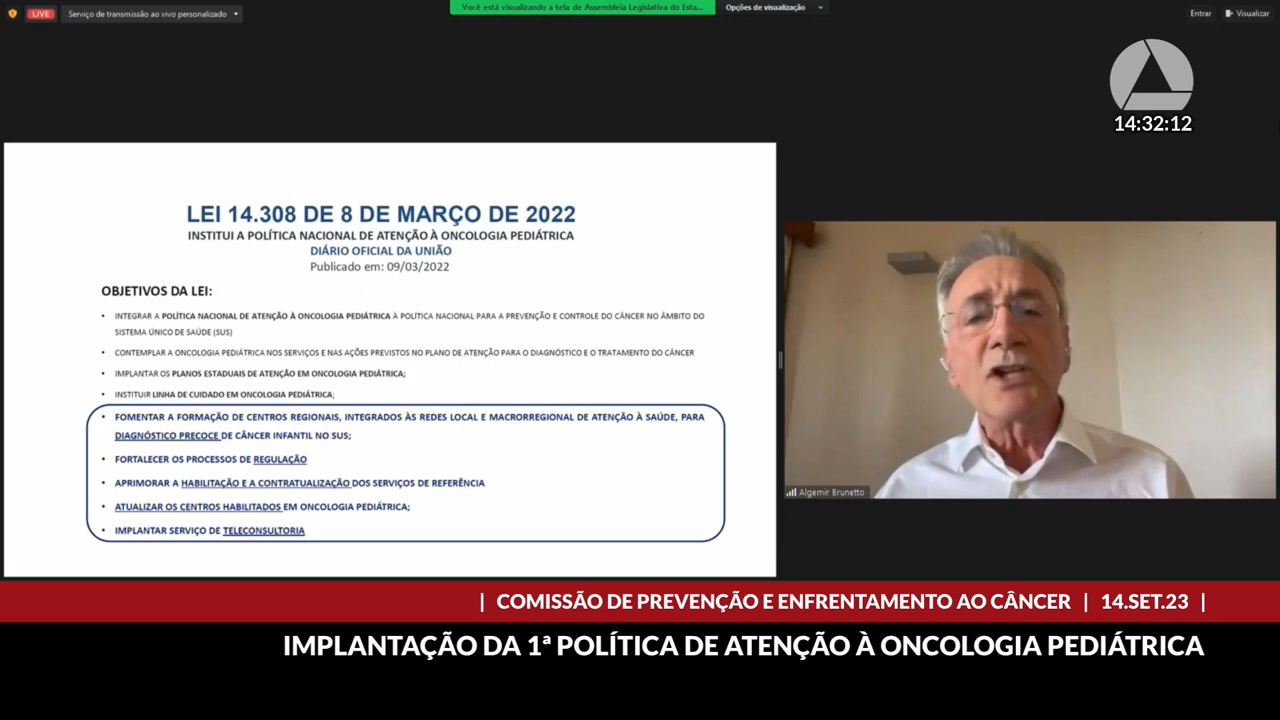 LIVE
Serviço de transmissão ao vivo personalizado
Você está visualizando a tela de Assembleia Legislativa do Esta...
Opções de visualização
Entrar
Visualizar
14:32:12
LEI 14.308 DE 8 DE MARÇO DE 2022
INSTITUI A POLÍTICA NACIONAL DE ATENÇÃO À ONCOLOGIA PEDIÁTRICA
DIÁRIO OFICIAL DA UNIÃO
Publicado em: 09/03/2022
OBJETIVOS DA LEI:
• INTEGRAR A POLÍTICA NACIONAL DE ATENÇÃO À ONCOLOGIA PEDIÁTRICA À POLÍTICA NACIONAL PARA A PREVENÇÃO E CONTROLE DO CÂNCER NO ÂMBITO DO
SISTEMA ÚNICO DE SAÚDE (SUS)
• CONTEMPLAR A ONCOLOGIA PEDIÁTRICA NOS SERVIÇOS E NAS AÇÕES PREVISTOS NO PLANO DE ATENÇÃO PARA O DIAGNÓSTICO E O TRATAMENTO DO CÂNCER
• IMPLANTAR OS PLANOS ESTADUAIS DE ATENÇÃO EM ONCOLOGIA PEDIÁTRICA;
• INSTITUIR LINHA DE CUIDADO EM ONCOLOGIA PEDIÁTRICA;
• FOMENTAR A FORMAÇÃO DE CENTROS REGIONAIS, INTEGRADOS ÀS REDES LOCAL E MACRORREGIONAL DE ATENÇÃO À SAÚDE, PARA
DIAGNÓSTICO PRECOCE DE CÂNCER INFANTIL NO SUS;
• FORTALECER OS PROCESSOS DE REGULAÇÃO
• APRIMORAR A HABILITAÇÃO E A CONTRATUALIZAÇÃO DOS SERVIÇOS DE REFERÊNCIA
• ATUALIZAR OS CENTROS HABILITADOS EM ONCOLOGIA PEDIÁTRICA;
• IMPLANTAR SERVIÇO DE TELECONSULTORIA
Algemir Brunetto
| COMISSÃO DE PREVENÇÃO E ENFRENTAMENTO AO CÂNCER | 14.SET.23 |
IMPLANTAÇÃO DA 1ª POLÍTICA DE ATENÇÃO À ONCOLOGIA PEDIÁTRICA